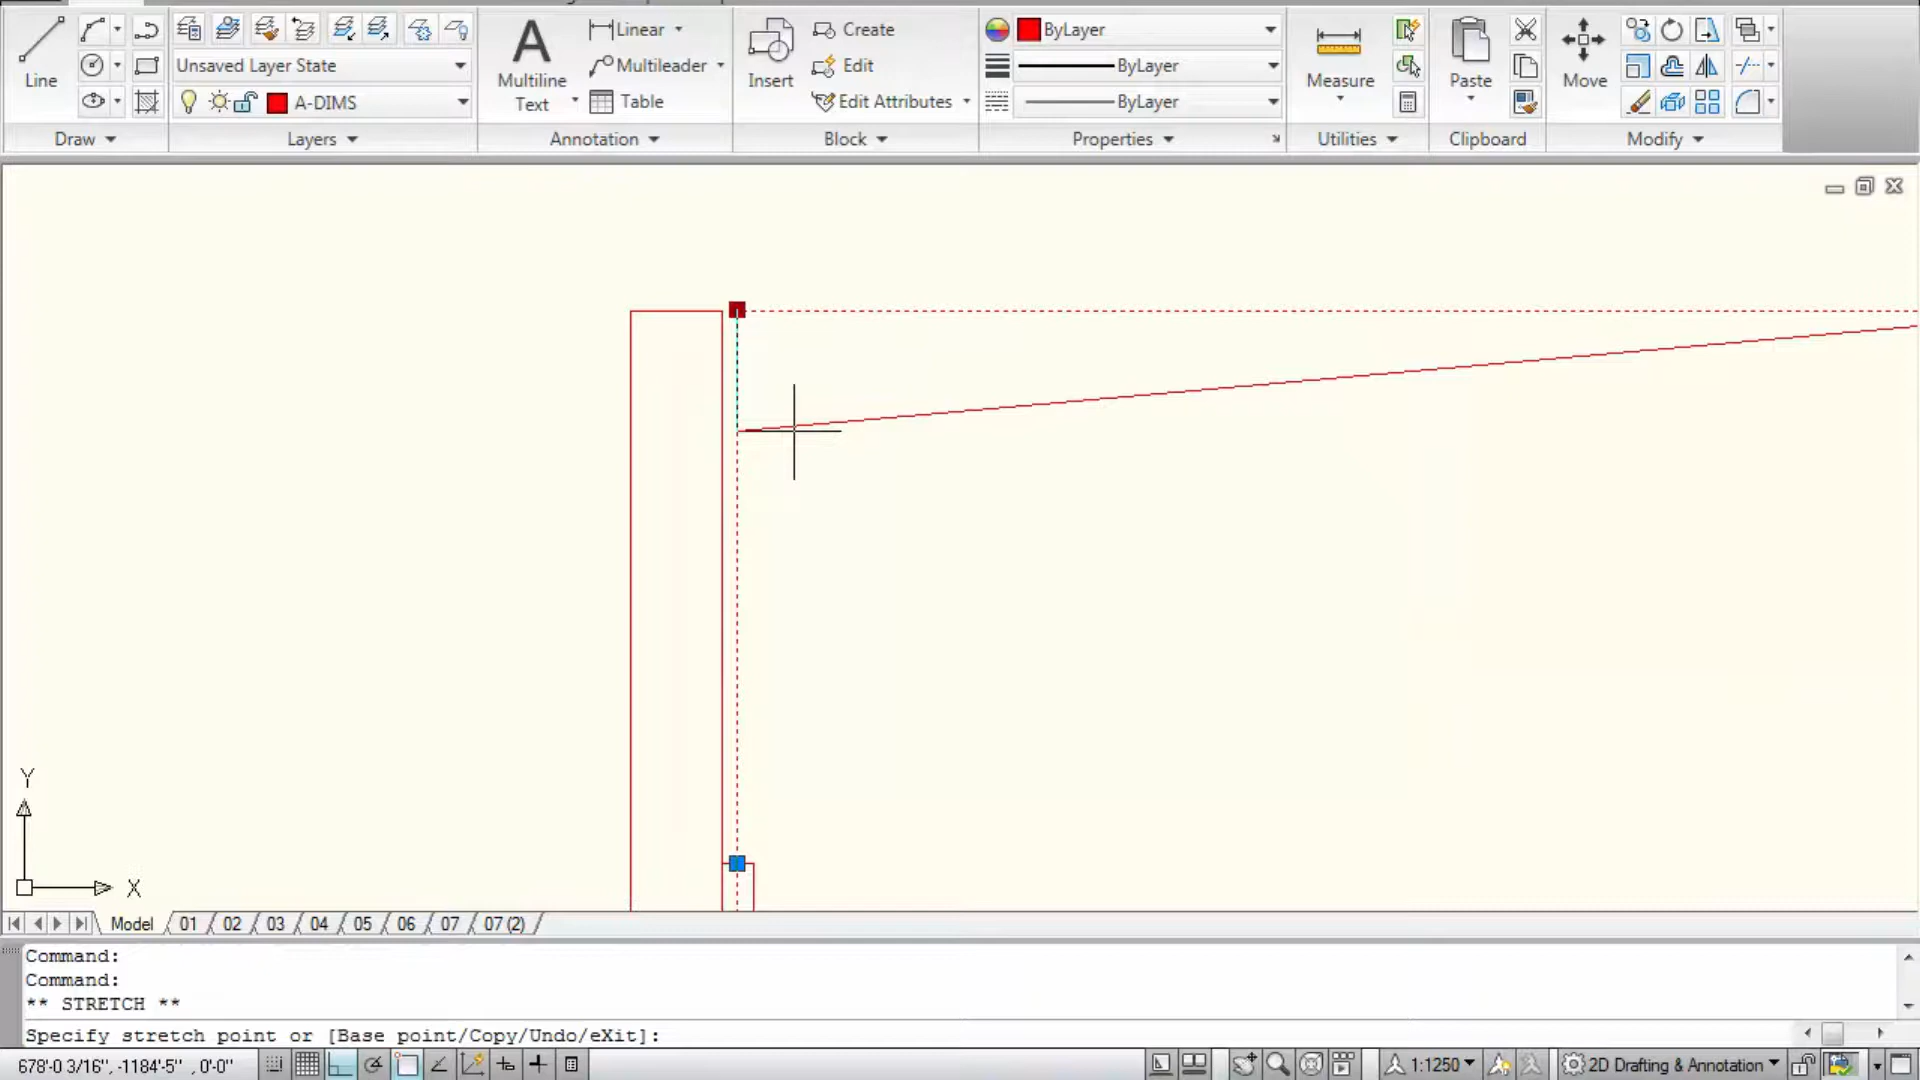 Line
Draw
Unsaved Layer State
A-DIMS
Layers
A
Multiline
Text
Linear
Multileader
Table
Annotation
Insert
Create
Edit
Edit Attributes
Block
ByLayer
ByLayer
ByLayer
Properties
Measure
Utilities
Paste
Clipboard
Move
Modify
Y
X
Model
01
02
03
04
05
06
07
07 (2)
Command:
Command:
** STRETCH **
Specify stretch point or [Base point/Copy/Undo/eXit]:
678'-0 3/16", -1184'-5" , 0'-0"
1:1250
2D Drafting & Annotation